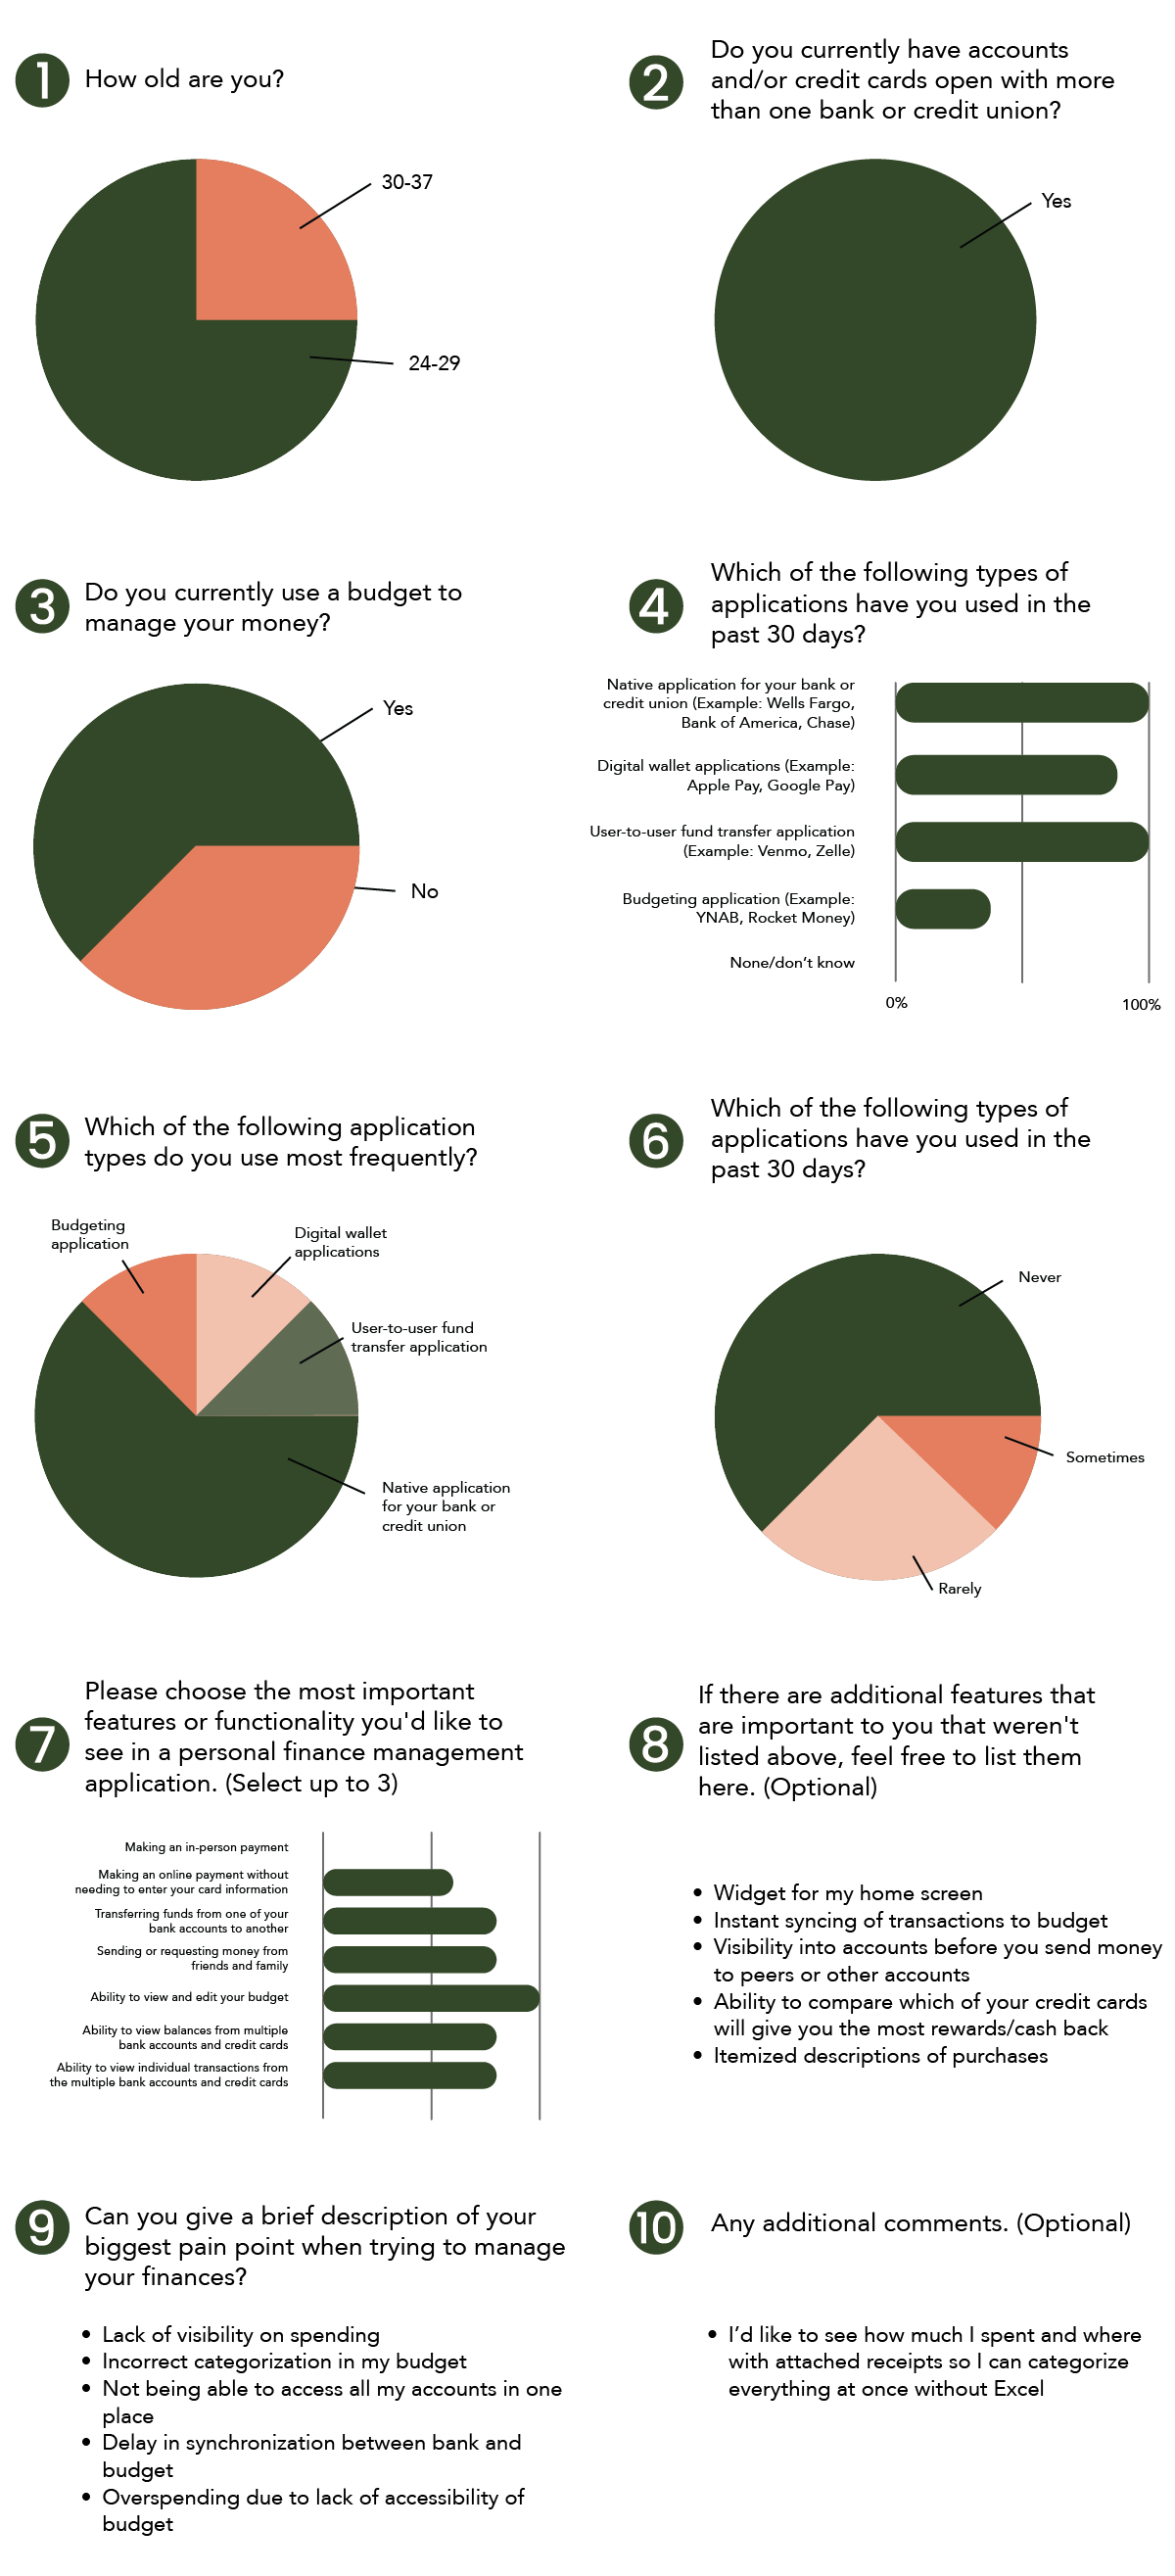 1
How old are you?
30-37
24-29
2
Do you currently have accounts
and/or credit cards open with more
than one bank or credit union?
Yes
3
Do you currently use a budget to
manage your money?
Yes
No
4
Which of the following types of
applications have you used in the
past 30 days?
Native application for your bank or
credit union (Example: Wells Fargo,
Bank of America, Chase)
Digital wallet applications (Example:
Apple Pay, Google Pay)
User-to-user fund transfer application
(Example: Venmo, Zelle)
Budgeting application (Example:
YNAB, Rocket Money)
None/don’t know
0%
100%
5
Which of the following application
types do you use most frequently?
Budgeting
application
Digital wallet
applications
User-to-user fund
transfer application
Native application
for your bank or
credit union
6
Which of the following types of
applications have you used in the
past 30 days?
Never
Sometimes
Rarely
7
Please choose the most important
features or functionality you'd like to
see in a personal finance management
application. (Select up to 3)
Making an in-person payment
Making an online payment without
needing to enter your card information
Transferring funds from one of your
bank accounts to another
Sending or requesting money from
friends and family
Ability to view and edit your budget
Ability to view balances from multiple
bank accounts and credit cards
Ability to view individual transactions from
the multiple bank accounts and credit cards
8
If there are additional features that
are important to you that weren't
listed above, feel free to list them
here. (Optional)
• Widget for my home screen
• Instant syncing of transactions to budget
• Visibility into accounts before you send money
to peers or other accounts
• Ability to compare which of your credit cards
will give you the most rewards/cash back
• Itemized descriptions of purchases
9
Can you give a brief description of your
biggest pain point when trying to manage
your finances?
• Lack of visibility on spending
• Incorrect categorization in my budget
• Not being able to access all my accounts in one
place
• Delay in synchronization between bank and
budget
• Overspending due to lack of accessibility of
budget
10
Any additional comments. (Optional)
• I’d like to see how much I spent and where
with attached receipts so I can categorize
everything at once without Excel